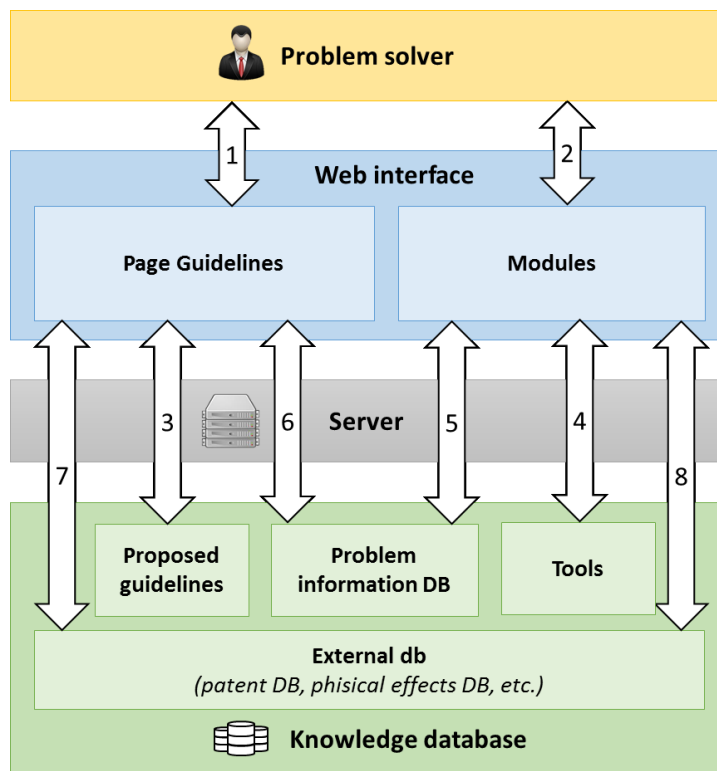 Problem solver
1
2
Web interface
Page Guidelines
Modules
3
6
Server
5
4
7
8
Proposed
guidelines
Problem
information DB
Tools
External db
(patent DB, phisical effects DB, etc.)
Knowledge database